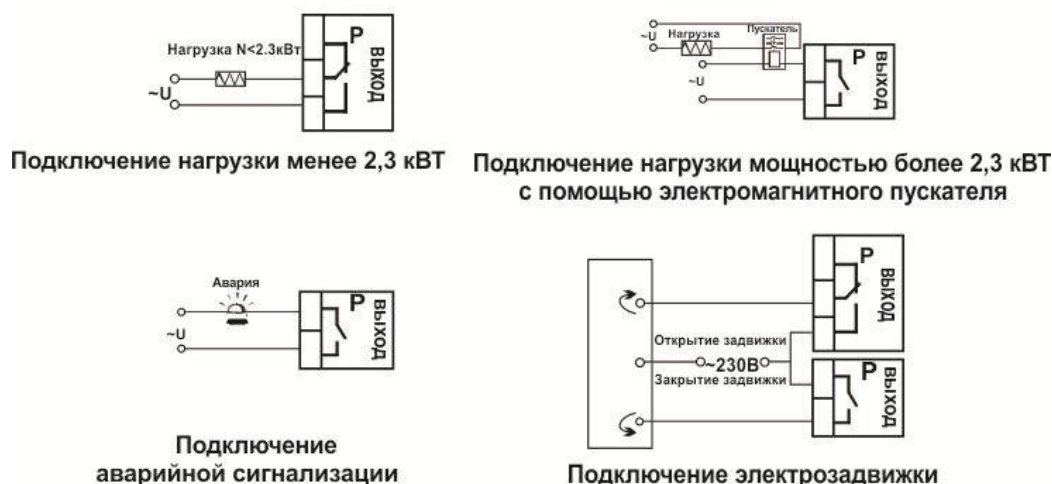 Нагрузка N<2.3кВт
~U
P
ВЫХОД
Подключение нагрузки менее 2,3 кВТ
~U
Нагрузка
Пускатель
~U
P
ВЫХОД
Подключение нагрузки мощностью более 2,3 кВТ
с помощью электромагнитного пускателя
Авария
~U
P
ВЫХОД
Подключение
аварийной сигнализации
P
ВЫХОД
Открытие задвижки
~230В
Закрытие задвижки
P
ВЫХОД
Подключение электрозадвижки